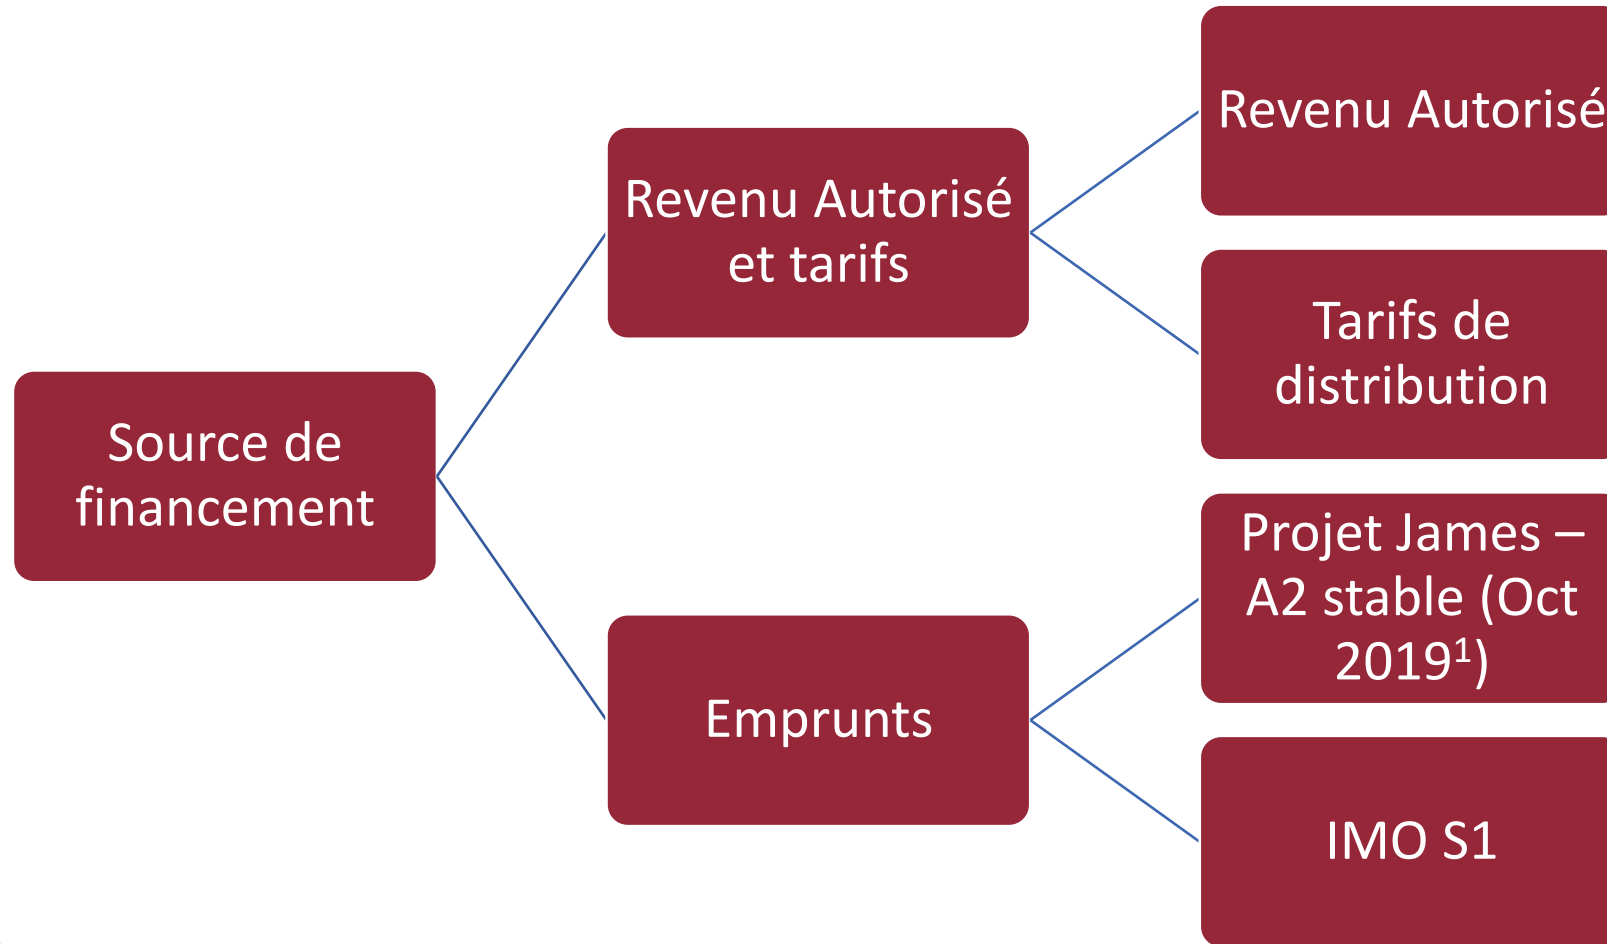 Source de
financement
Revenu Autorisé
et tarifs
Revenu Autorisé
Tarifs de
distribution
Emprunts
Projet James –
A2 stable (Oct
2019¹)
IMO S1